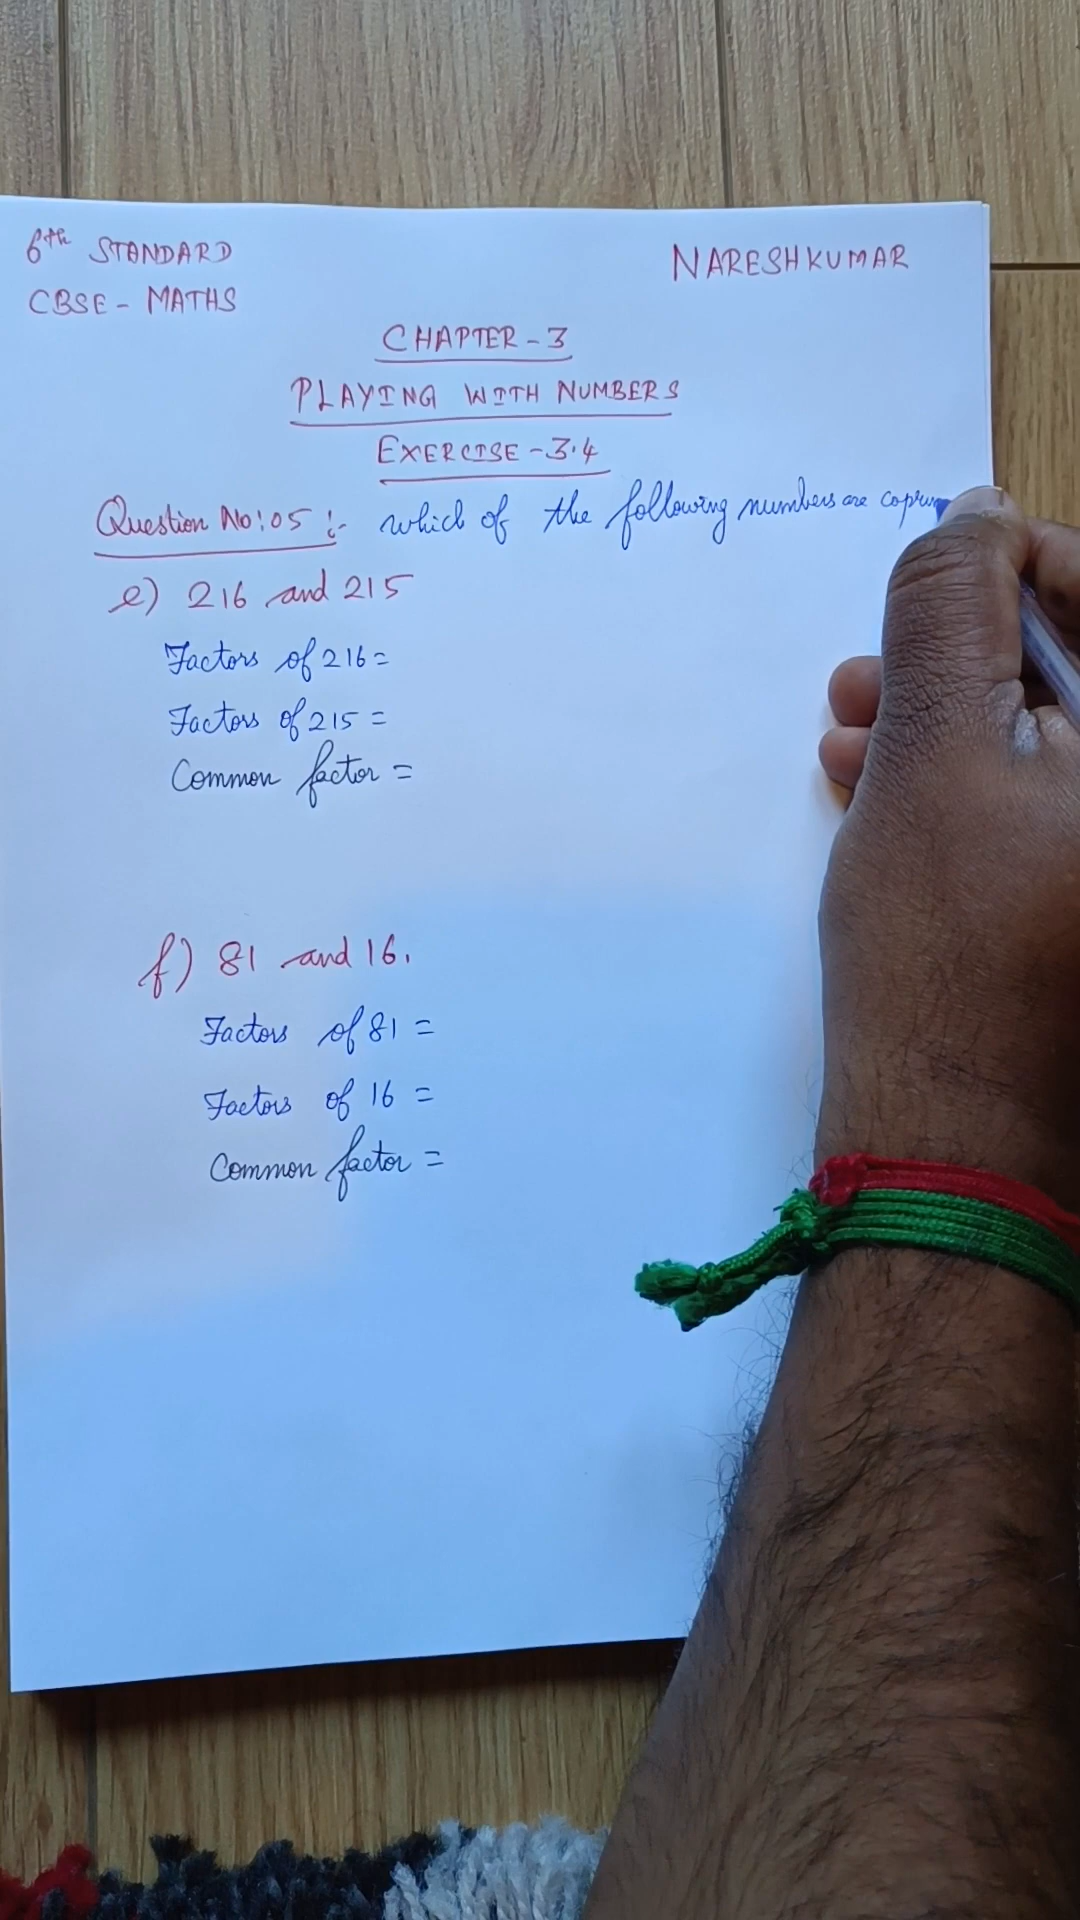 6th STANDARD
NARESHKUMAR
CBSE - MATHS
CHAPTER - 3
PLAYING WITH NUMBERS
EXERCISE - 3.4
Question No: 05 :- which of the following numbers are
e) 216 and 215
Factors of 216 =
Factors of 215 =
Common factor =
f) 81 and 16.
Factors of 81 =
Factors of 16 =
Common factor =